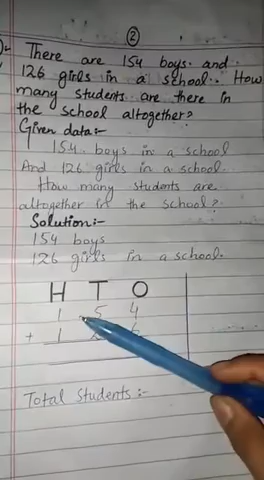 2
There are 154 boys. and
126 girls in a school. How
many students are there in
the school altogether?
Given data:-
154 boys in a school
And 126 girls in a school.
How many students are
altogether in the school?
Solution:-
154 boys
126 girls in a school.
H T O
1 5 4
+ 1
Total Students:-